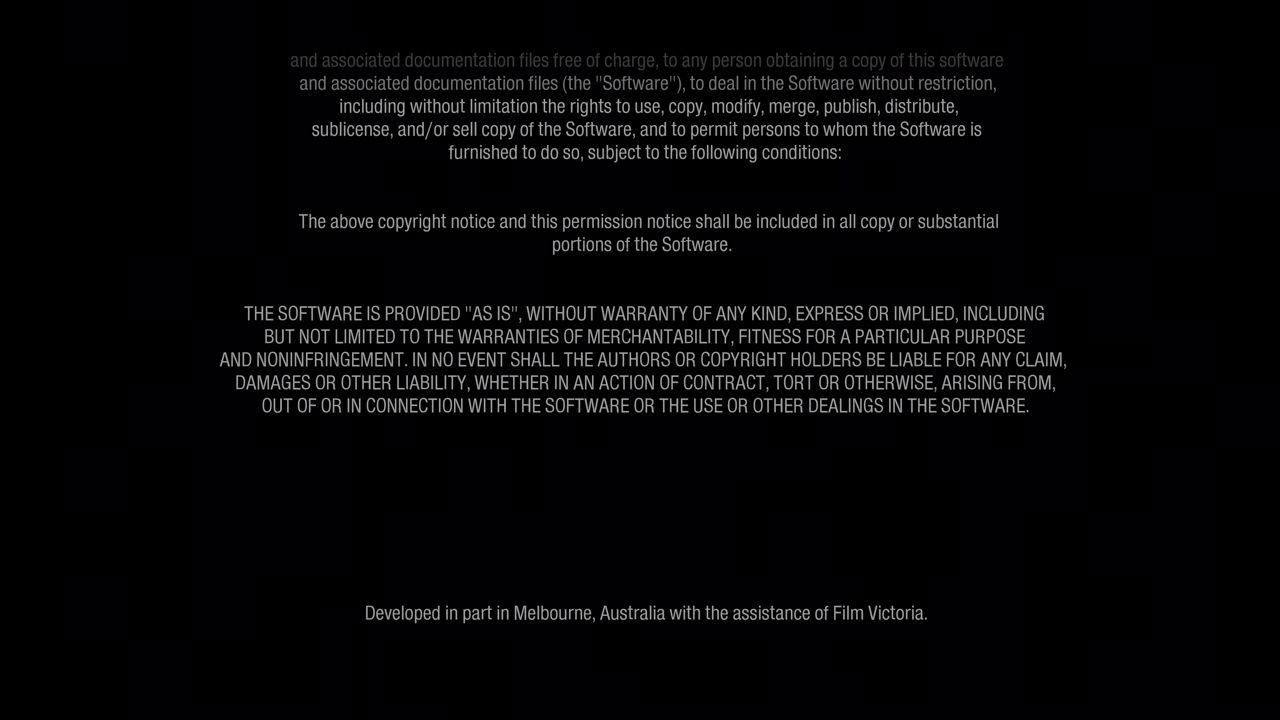 and associated documentation files free of charge, to any person obtaining a copy of this software
and associated documentation files (the "Software"), to deal in the Software without restriction,
including without limitation the rights to use, copy, modify, merge, publish, distribute,
sublicense, and/or sell copy of the Software, and to permit persons to whom the Software is
furnished to do so, subject to the following conditions:
The above copyright notice and this permission notice shall be included in all copy or substantial
portions of the Software.
THE SOFTWARE IS PROVIDED "AS IS", WITHOUT WARRANTY OF ANY KIND, EXPRESS OR IMPLIED, INCLUDING
BUT NOT LIMITED TO THE WARRANTIES OF MERCHANTABILITY, FITNESS FOR A PARTICULAR PURPOSE
AND NONINFRINGEMENT. IN NO EVENT SHALL THE AUTHORS OR COPYRIGHT HOLDERS BE LIABLE FOR ANY CLAIM,
DAMAGES OR OTHER LIABILITY, WHETHER IN AN ACTION OF CONTRACT, TORT OR OTHERWISE, ARISING FROM,
OUT OF OR IN CONNECTION WITH THE SOFTWARE OR THE USE OR OTHER DEALINGS IN THE SOFTWARE.
Developed in part in Melbourne, Australia with the assistance of Film Victoria.